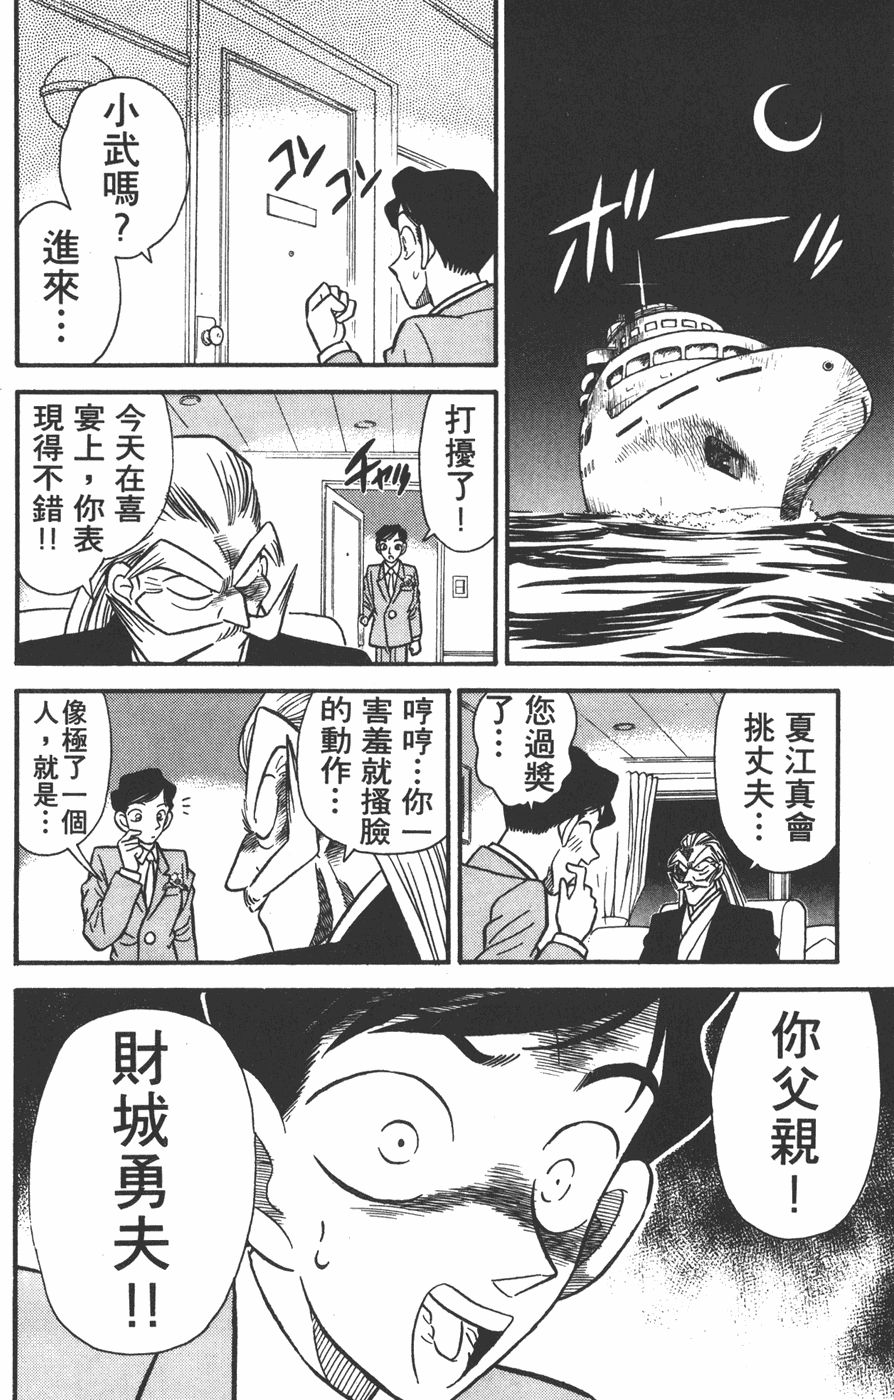 ボーッ
コン
コン
小武嗎?
進來…
打擾了!
チャッ
今天在喜
宴上,你表
現得不錯!!
夏江真會
挑丈夫…
您過獎
了…
哼哼…你一
害羞就搔臉
的動作…
像極了一個
人,就是…
你父親!
財城勇夫!!